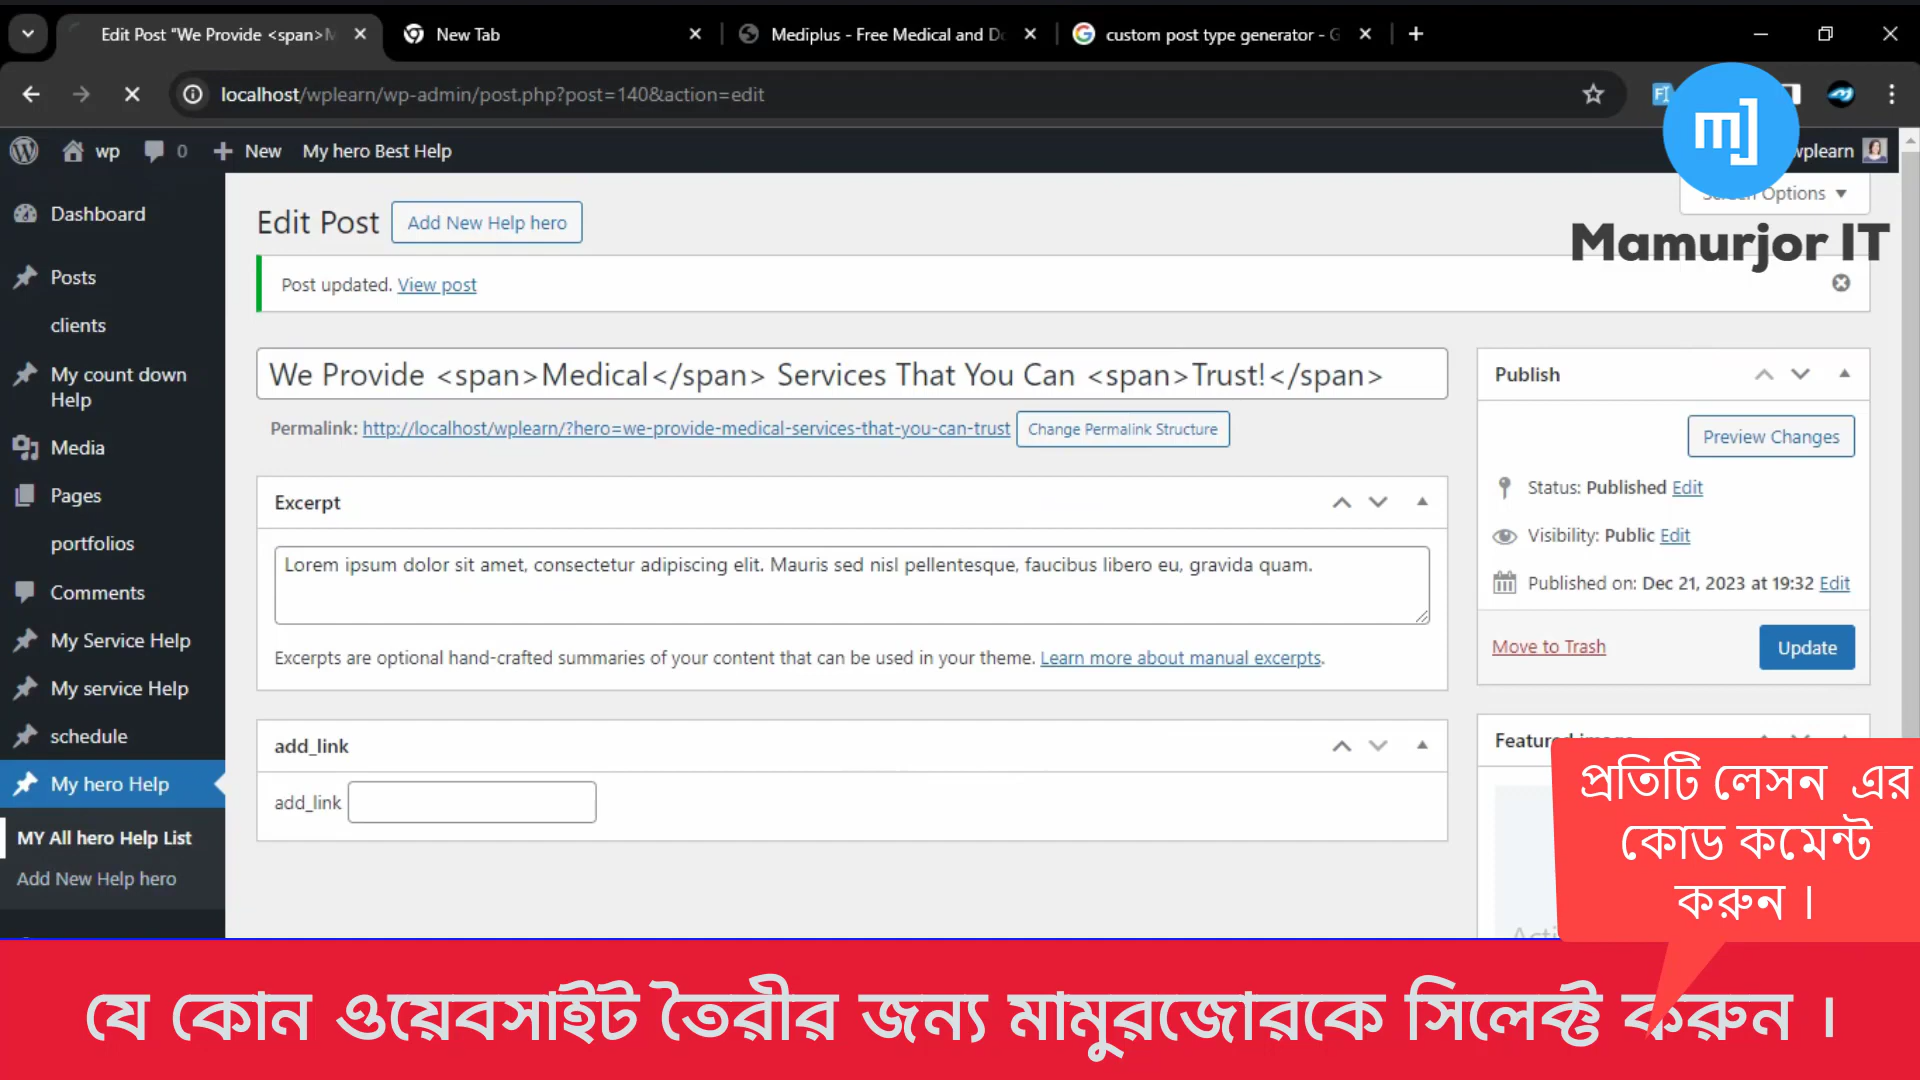 Edit Post “We Provide <span>M
New Tab
Mediplus - Free Medical and Do
custom post type generator - G
localhost/wplearn/wp-admin/post.php?post=140&action=edit
wp
0
New
My hero Best Help
wplearn
Screen Options
mj
Mamurjor IT
Dashboard
Posts
clients
My count down
Help
Media
Pages
portfolios
Comments
My Service Help
My service Help
schedule
My hero Help
MY All hero Help List
Add New Help hero
Edit Post
Add New Help hero
Post updated. View post
We Provide <span>Medical</span> Services That You Can <span>Trust!</span>
Permalink: http://localhost/wplearn/?hero=we-provide-medical-services-that-you-can-trust
Change Permalink Structure
Excerpt
Lorem ipsum dolor sit amet, consectetur adipiscing elit. Mauris sed nisl pellentesque, faucibus libero eu, gravida quam.
Excerpts are optional hand-crafted summaries of your content that can be used in your theme. Learn more about manual excerpts.
add_link
add_link
Publish
Preview Changes
Status: Published Edit
Visibility: Public Edit
Published on: Dec 21, 2023 at 19:32 Edit
Move to Trash
Update
Featured image
প্রতিটি লেসন এর
কোড কমেন্ট
করুন ।
যে কোন ওয়েবসাইট তৈরীর জন্য মামুরজোরকে সিলেক্ট করুন ।